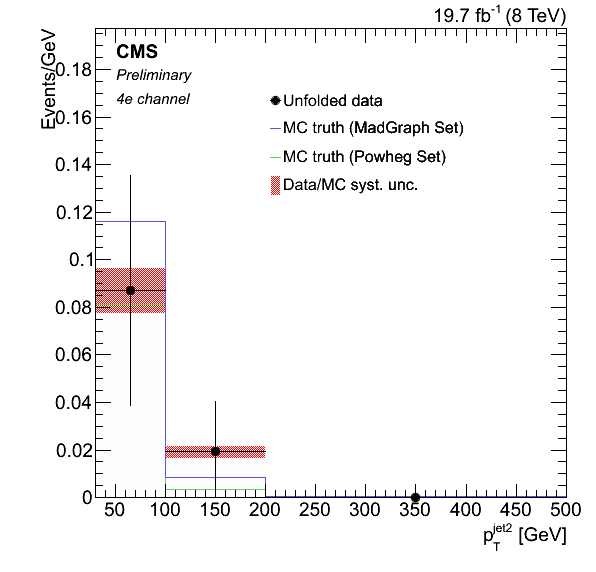 19.7 fb⁻¹ (8 TeV)
Events/GeV
CMS
Preliminary
4e channel
Unfolded data
MC truth (MadGraph Set)
MC truth (Powheg Set)
Data/MC syst. unc.
0.18
0.16
0.14
0.12
0.1
0.08
0.06
0.04
0.02
0
50 100 150 200 250 300 350 400 450 500
p_T^jet2 [GeV]